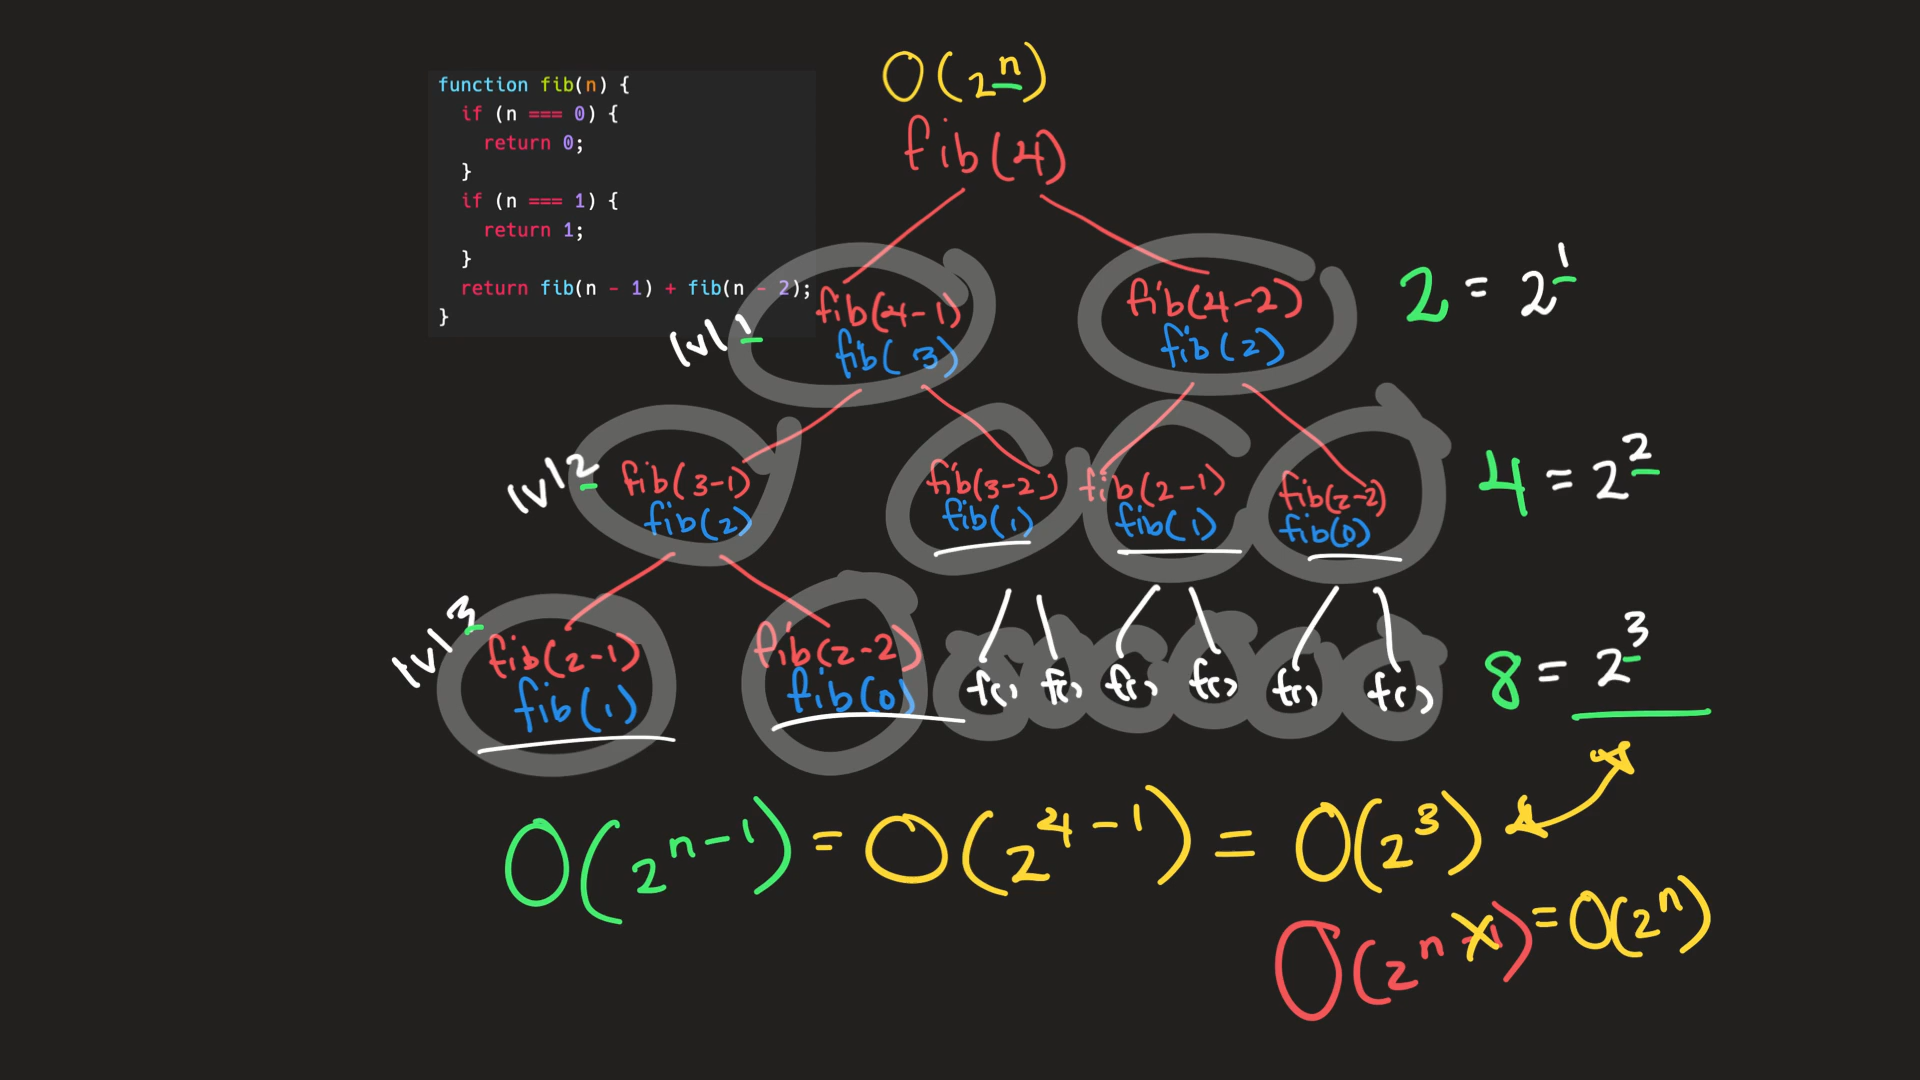 function fib(n) {
if (n === 0) {
return 0;
}
if (n === 1) {
return 1;
}
return fib(n - 1) + fib(n - 2);
}
O(2^n)
fib(4)
lvl 1
fib(4-1)
fib(3)
fib(4-2)
fib(2)
2 = 2^1
lvl 2
fib(3-1)
fib(2)
fib(3-2)
fib(1)
fib(2-1)
fib(1)
fib(2-2)
fib(0)
4 = 2^2
lvl 3
fib(2-1)
fib(1)
fib(2-2)
fib(0)
f() f() f() f() f() f()
8 = 2^3
O(2^n-1) = O(2^4-1) = O(2^3)
O(2^n-1) = O(2^n)